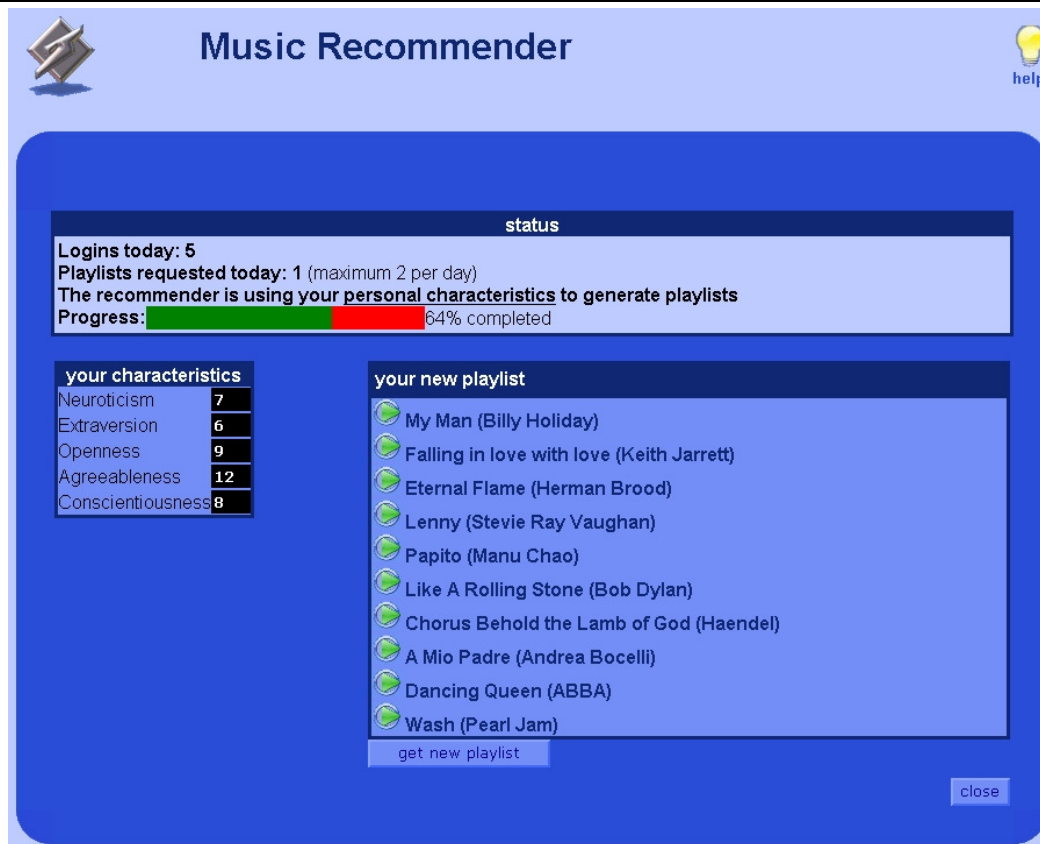 Music Recommender
help
status
Logins today: 5
Playlists requested today: 1 (maximum 2 per day)
The recommender is using your personal characteristics to generate playlists
Progress: 64% completed
your characteristics
Neuroticism 7
Extraversion 6
Openness 9
Agreeableness 12
Conscientiousness 8
your new playlist
My Man (Billy Holiday)
Falling in love with love (Keith Jarrett)
Eternal Flame (Herman Brood)
Lenny (Stevie Ray Vaughan)
Papito (Manu Chao)
Like A Rolling Stone (Bob Dylan)
Chorus Behold the Lamb of God (Haendel)
A Mio Padre (Andrea Bocelli)
Dancing Queen (ABBA)
Wash (Pearl Jam)
get new playlist
close